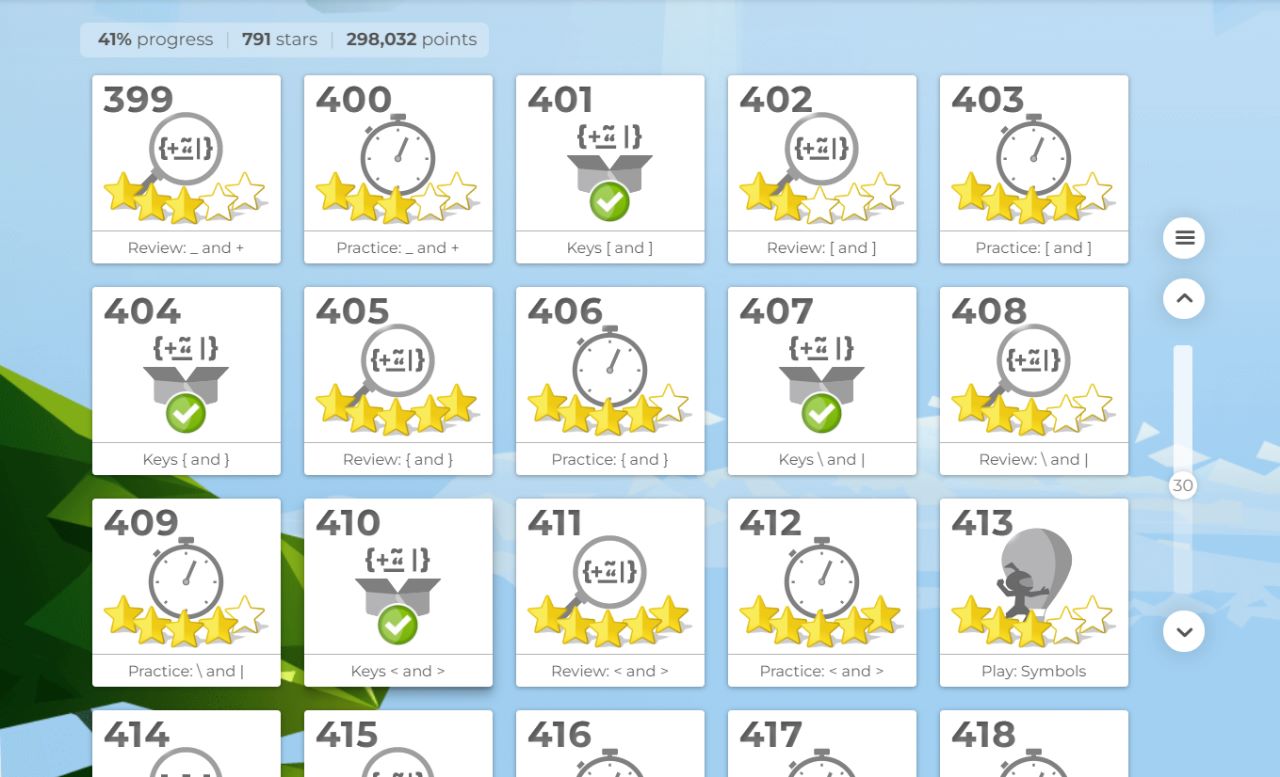 41% progress | 791 stars | 298,032 points
399
400
401
402
403
{+ũ|}
{+ũ|}
{+ũ|}
Review: _ and +
Practice: _ and +
Keys [ and ]
Review: [ and ]
Practice: [ and ]
404
405
406
407
408
{+ũ|}
{+ũ|}
{+ũ|}
{+ũ|}
Keys { and }
Review: { and }
Practice: { and }
Keys \ and |
Review: \ and |
30
409
410
411
412
413
{+ũ|}
{+ũ|}
Practice: \ and |
Keys < and >
Review: < and >
Practice: < and >
Play: Symbols
414
415
416
417
418